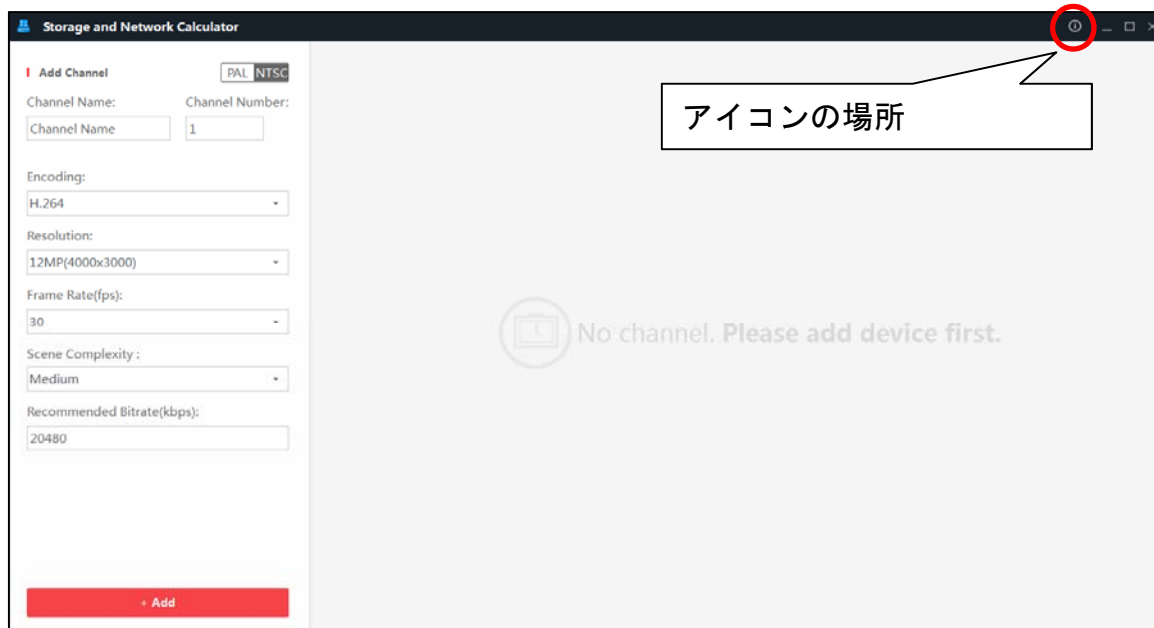 Storage and Network Calculator
Add Channel
PAL NTSC
Channel Name: Channel Number:
Channel Name 1
Encoding:
H.264
Resolution:
12MP(4000x3000)
Frame Rate(fps):
30
Scene Complexity :
Medium
Recommended Bitrate(kbps):
20480
+ Add
アイコンの場所
No channel. Please add device first.